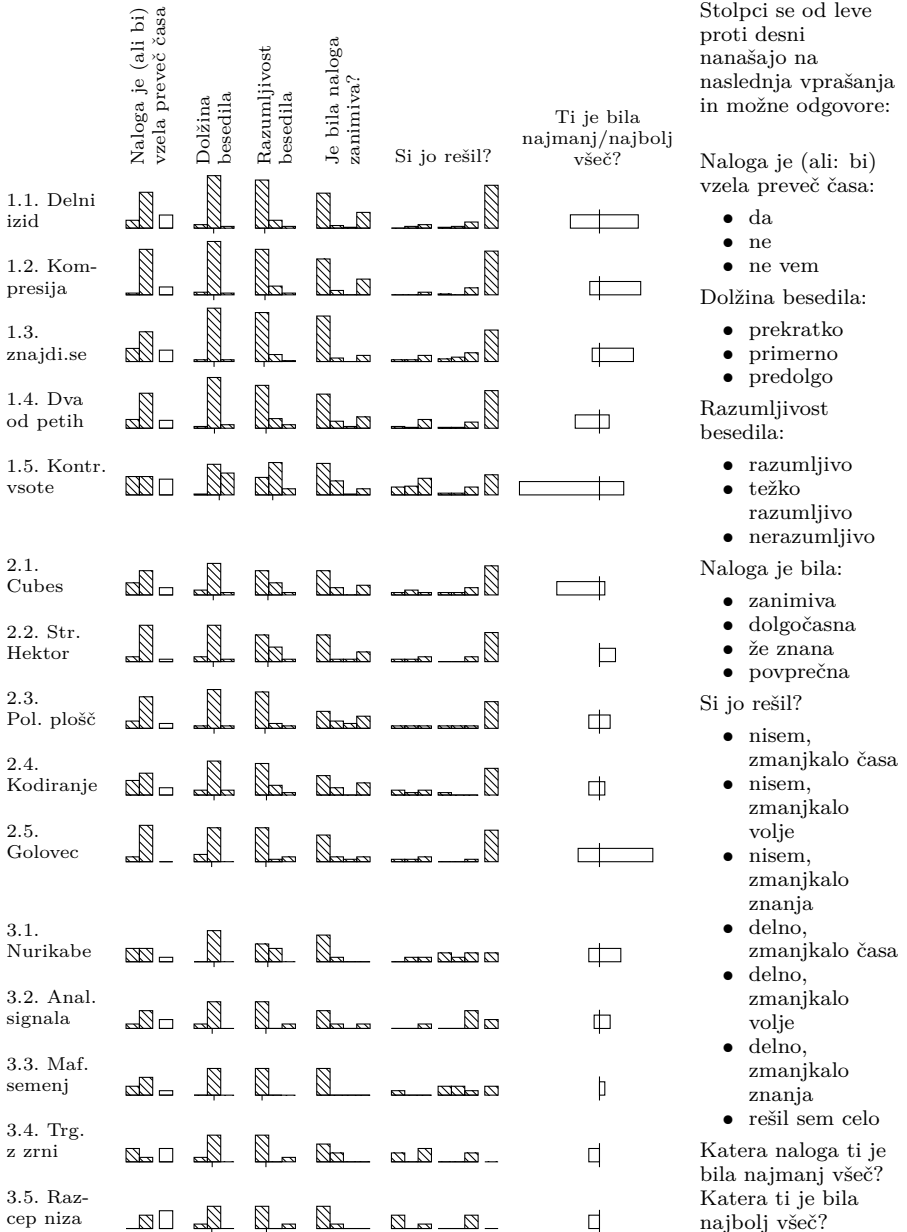 Naloga je (ali bi)
vzela preveč časa
Dolžina
besedila
Razumljivost
besedila
Je bila naloga
zanimiva?
Si jo rešil?
Ti je bila
najmanj/najbolj
všeč?
1.1. Delni
izid
1.2. Kom-
presija
1.3.
znajdi.se
1.4. Dva
od petih
1.5. Kontr.
vsote
2.1.
Cubes
2.2. Str.
Hektor
2.3.
Pol. plošč
2.4.
Kodiranje
2.5.
Golovec
3.1.
Nurikabe
3.2. Anal.
signala
3.3. Maf.
semenj
3.4. Trg.
z zrni
3.5. Raz-
cep niza
Stolpci se od leve
proti desni
nanašajo na
naslednja vprašanja
in možne odgovore:
Naloga je (ali: bi)
vzela preveč časa:
• da
• ne
• ne vem
Dolžina besedila:
• prekratko
• primerno
• predolgo
Razumljivost
besedila:
• razumljivo
• težko
razumljivo
• nerazumljivo
Naloga je bila:
• zanimiva
• dolgočasna
• že znana
• povprečna
Si jo rešil?
• nisem,
zmanjkalo časa
• nisem,
zmanjkalo
volje
• nisem,
zmanjkalo
znanja
• delno,
zmanjkalo časa
• delno,
zmanjkalo
volje
• delno,
zmanjkalo
znanja
• rešil sem celo
Katera naloga ti je
bila najmanj všeč?
Katera ti je bila
najbolj všeč?